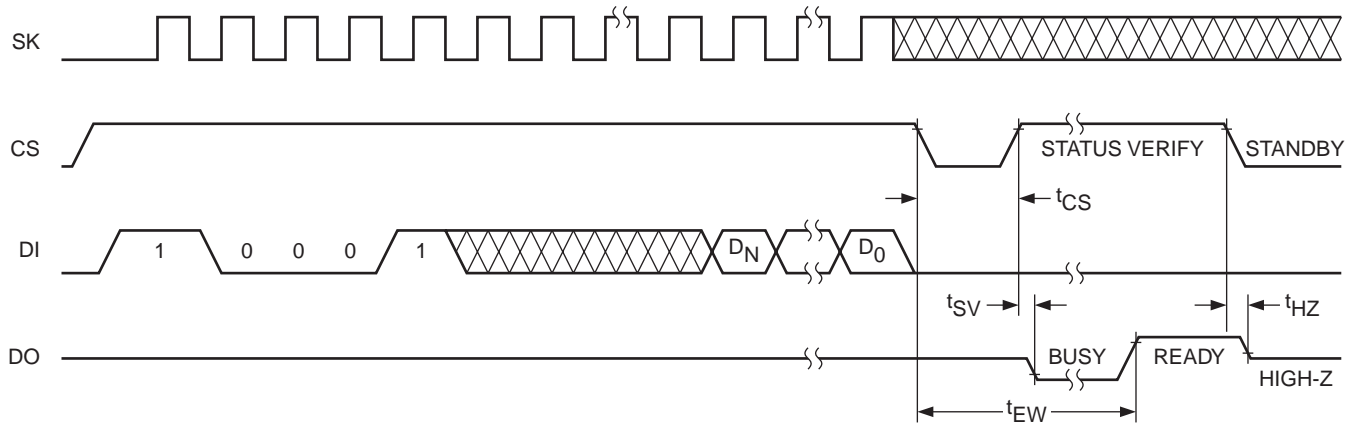 SK
CS
STATUS VERIFY STANDBY
tCS
DI 1 0 0 0 1 DN D0
tSV tHZ
DO BUSY READY
HIGH-Z
tEW